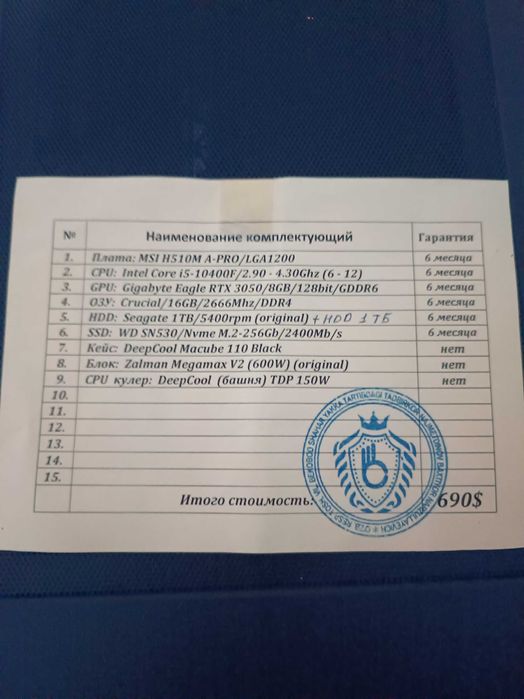 № Наименование комплектующий Гарантия
1. Плата: MSI H510M A-PRO/LGA1200 6 месяца
2. CPU: Intel Core i5-10400F/2.90 - 4.30Ghz (6 - 12) 6 месяца
3. GPU: Gigabyte Eagle RTX 3050/8GB/128bit/GDDR6 6 месяца
4. ОЗУ: Crucial/16GB/2666Mhz/DDR4 6 месяца
5. HDD: Seagate 1TB/5400rpm (original) + HDD 1 ТБ 6 месяца
6. SSD: WD SN530/Nvme M.2-256Gb/2400Mb/s 6 месяца
7. Кейс: DeepCool Macube 110 Black нет
8. Блок: Zalman Megamax V2 (600W) (original) нет
9. CPU кулер: DeepCool (башня) TDP 150W нет
10.
11.
12.
13.
14.
15.
Итого стоимость: 690$